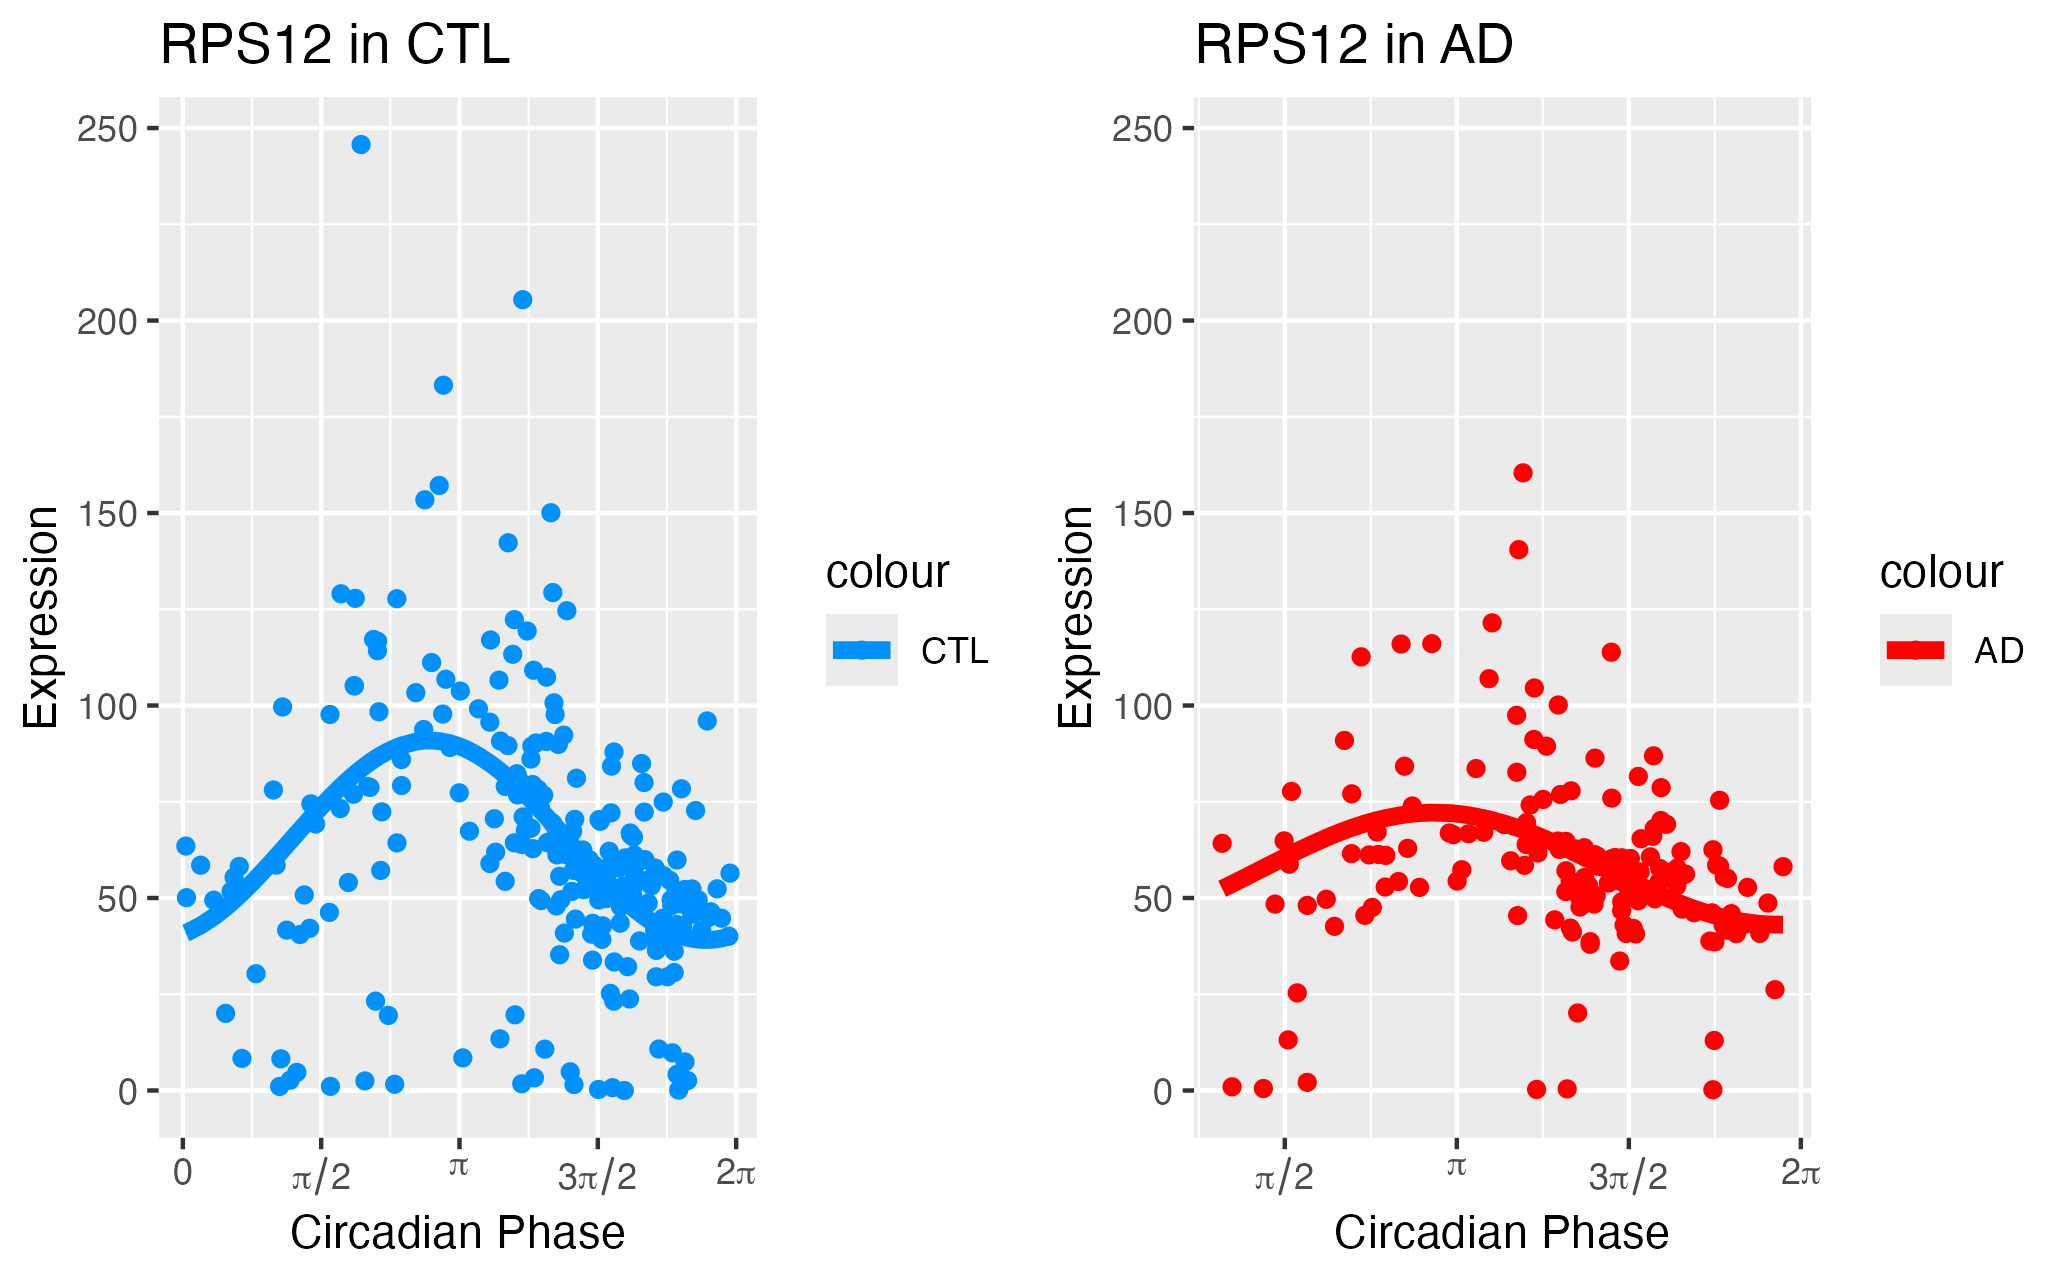 RPS12 in CTL
250
200
150
100
50
0
Expression
0 π/2 π 3π/2 2π
Circadian Phase
colour
CTL
RPS12 in AD
250
200
150
100
50
0
Expression
π/2 π 3π/2 2π
Circadian Phase
colour
AD